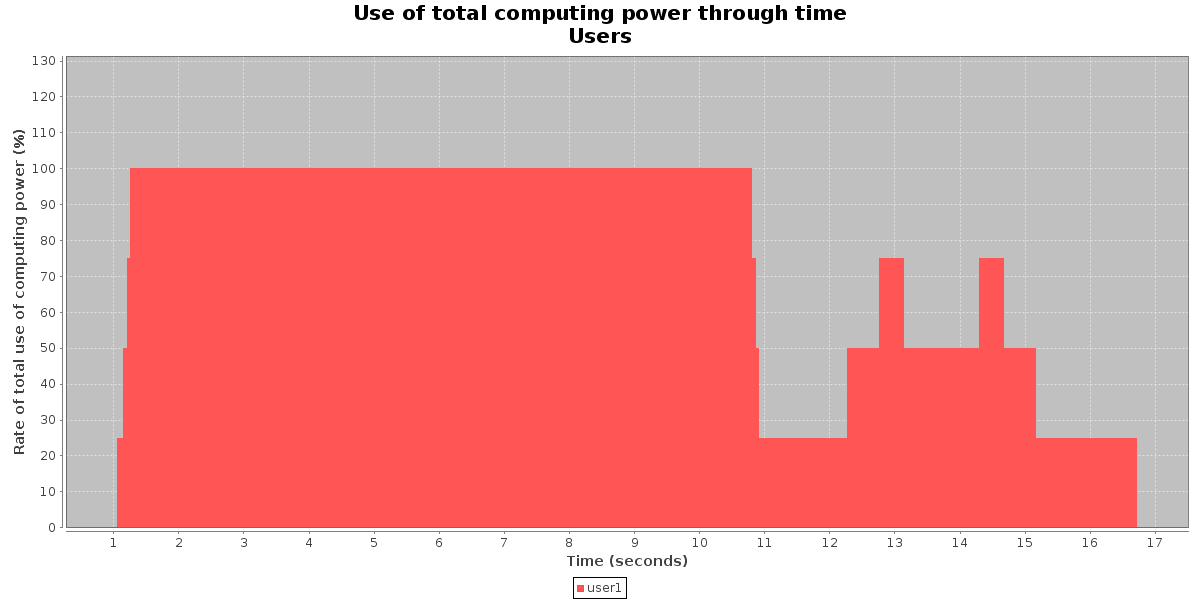 Use of total computing power through time
Users
Rate of total use of computing power (%)
130
120
110
100
90
80
70
60
50
40
30
20
10
0
1 2 3 4 5 6 7 8 9 10 11 12 13 14 15 16 17
Time (seconds)
user1